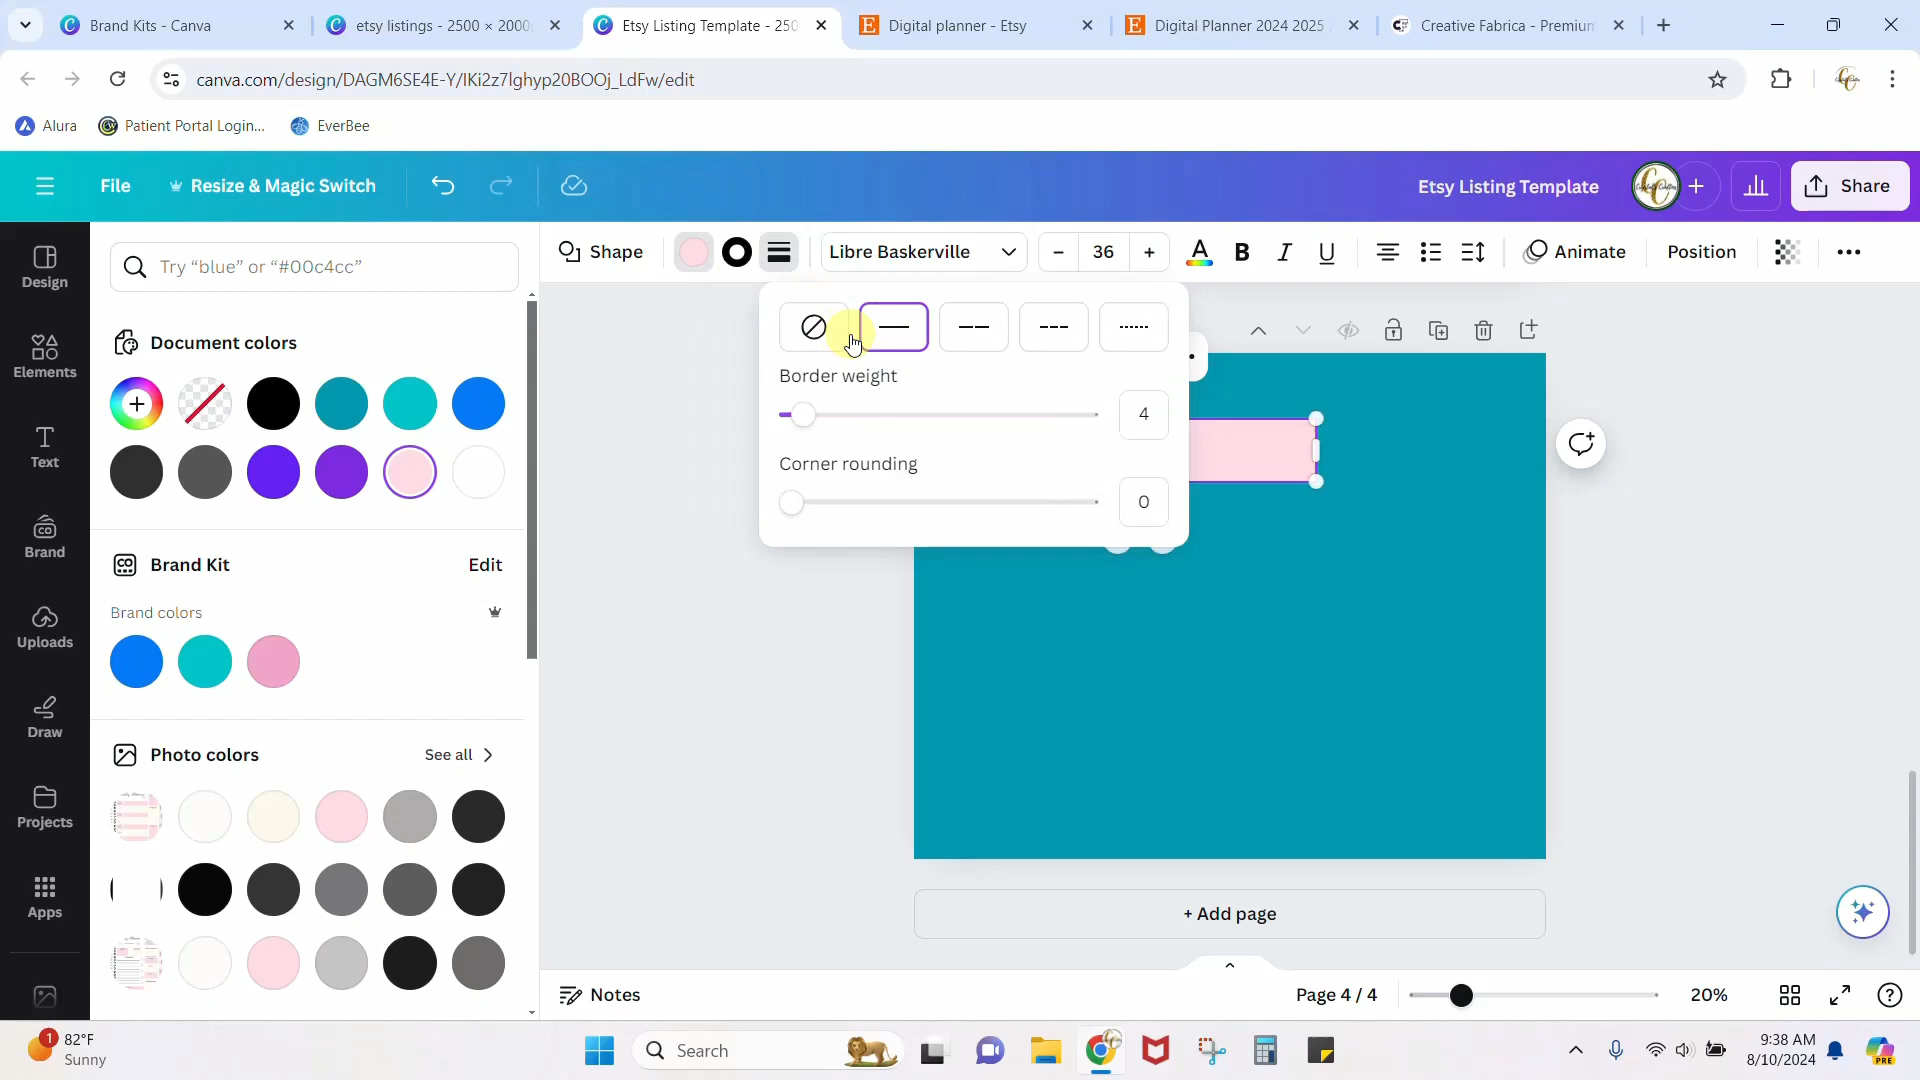 Brand Kits - Canva
etsy listings - 2500 × 2000
Etsy Listing Template - 250
Digital planner - Etsy
Digital Planner 2024 2025
Creative Fabrica - Premium
canva.com/design/DAGM6SE4E-Y/IKi2z7lghyp20BOOj_LdFw/edit
Alura
Patient Portal Login...
EverBee
File
Resize & Magic Switch
Etsy Listing Template
Share
Design
Elements
Text
Brand
Uploads
Draw
Projects
Apps
Try “blue” or “#00c4cc”
Shape
Libre Baskerville
36
Animate
Position
Document colors
Border weight
4
Corner rounding
0
Brand Kit
Edit
Brand colors
Photo colors
See all
+ Add page
Notes
Page 4 / 4
20%
1
82°F
Sunny
Search
9:38 AM
8/10/2024
PRE